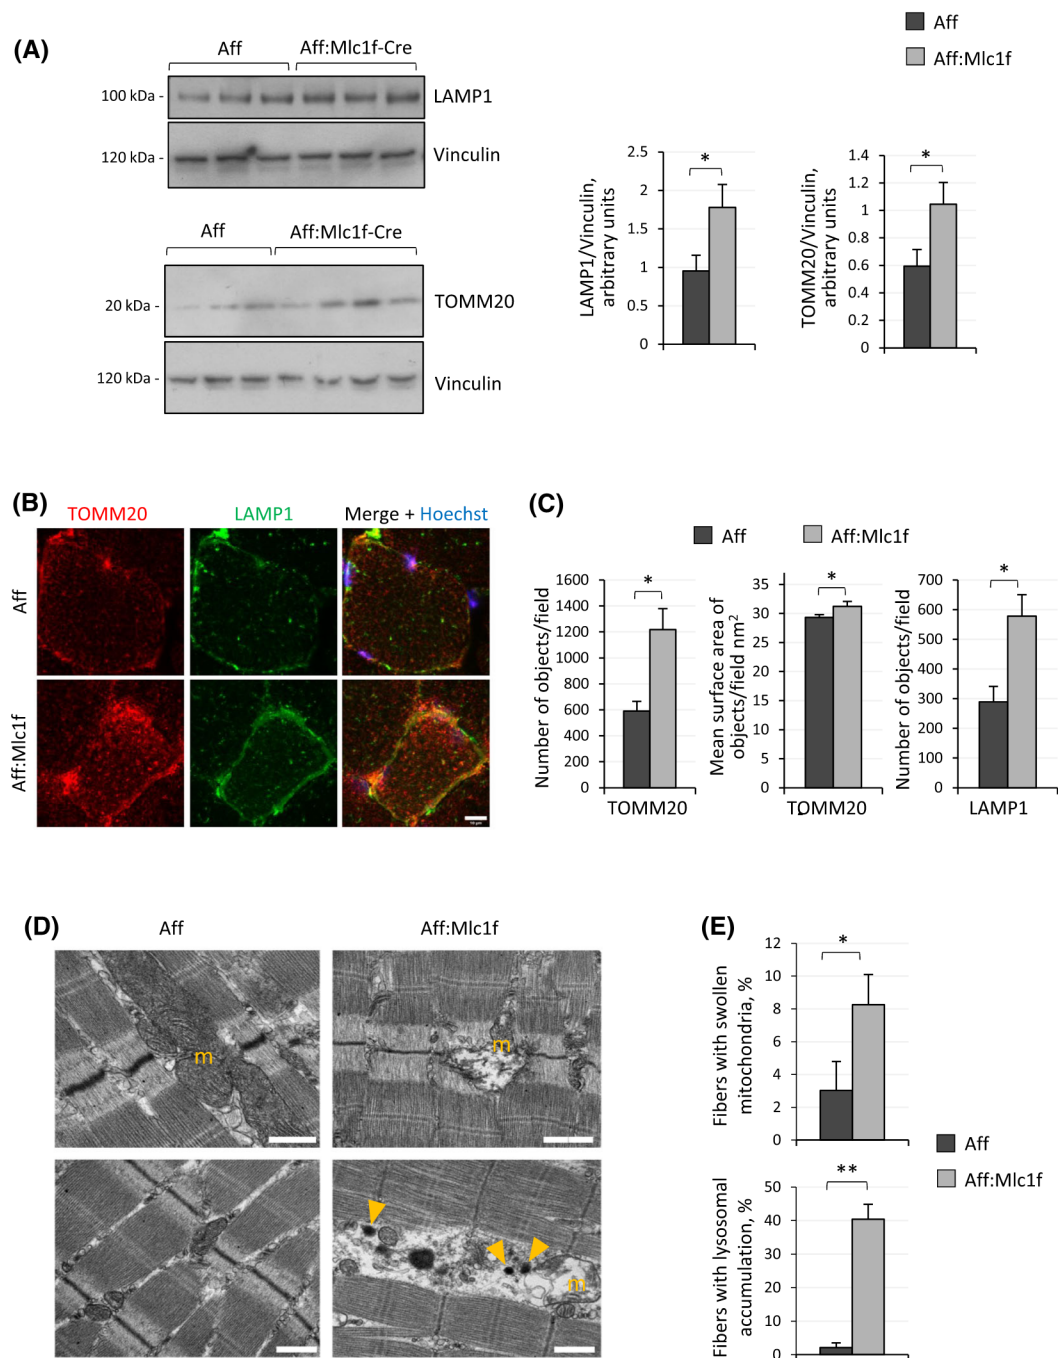 (A)
Aff
Aff:Mlc1f-Cre
100 kDa -
LAMP1
120 kDa -
Vinculin
Aff
Aff:Mlc1f-Cre
20 kDa -
TOMM20
120 kDa -
Vinculin
Aff
Aff:Mlc1f
LAMP1/Vinculin,
arbitrary units
2.5
2
1.5
1
0.5
0
*
TOMM20/Vinculin,
arbitrary units
1.4
1.2
1
0.8
0.6
0.4
0.2
0
*
(B)
TOMM20
LAMP1
Merge + Hoechst
Aff
Aff:Mlc1f
(C)
Aff
Aff:Mlc1f
Number of objects/field
1600
1400
1200
1000
800
600
400
200
0
*
TOMM20
Mean surface area of
objects/field nm2
35
30
25
20
15
10
5
0
*
TOMM20
Number of objects/field
700
600
500
400
300
200
100
0
*
LAMP1
(D)
Aff
Aff:Mlc1f
m
m
m
(E)
Fibers with swollen
mitochondria, %
12
10
8
6
4
2
0
*
Aff
Aff:Mlc1f
Fibers with lysosomal
accumulation, %
50
40
30
20
10
0
**